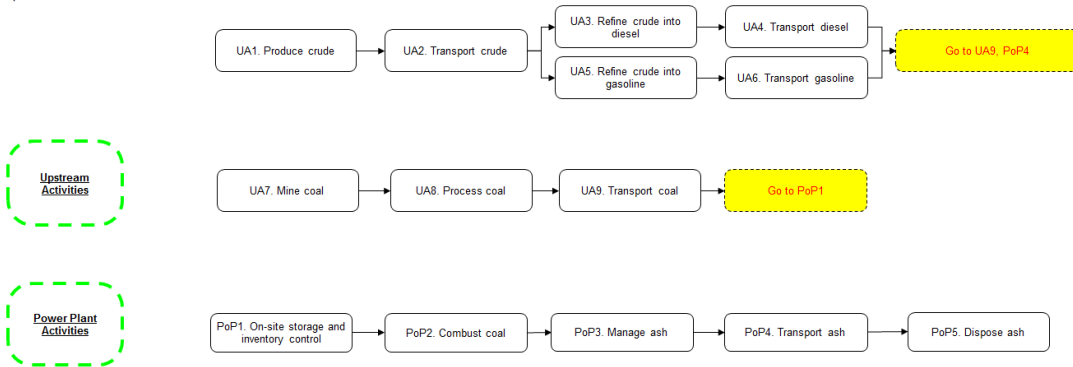 UA1. Produce crude
UA2. Transport crude
UA3. Refine crude into
diesel
UA4. Transport diesel
UA5. Refine crude into
gasoline
UA6. Transport gasoline
Go to UA9, PoP4
Upstream
Activities
UA7. Mine coal
UA8. Process coal
UA9. Transport coal
Go to PoP1
Power Plant
Activities
PoP1. On-site storage and
inventory control
PoP2. Combust coal
PoP3. Manage ash
PoP4. Transport ash
PoP5. Dispose ash